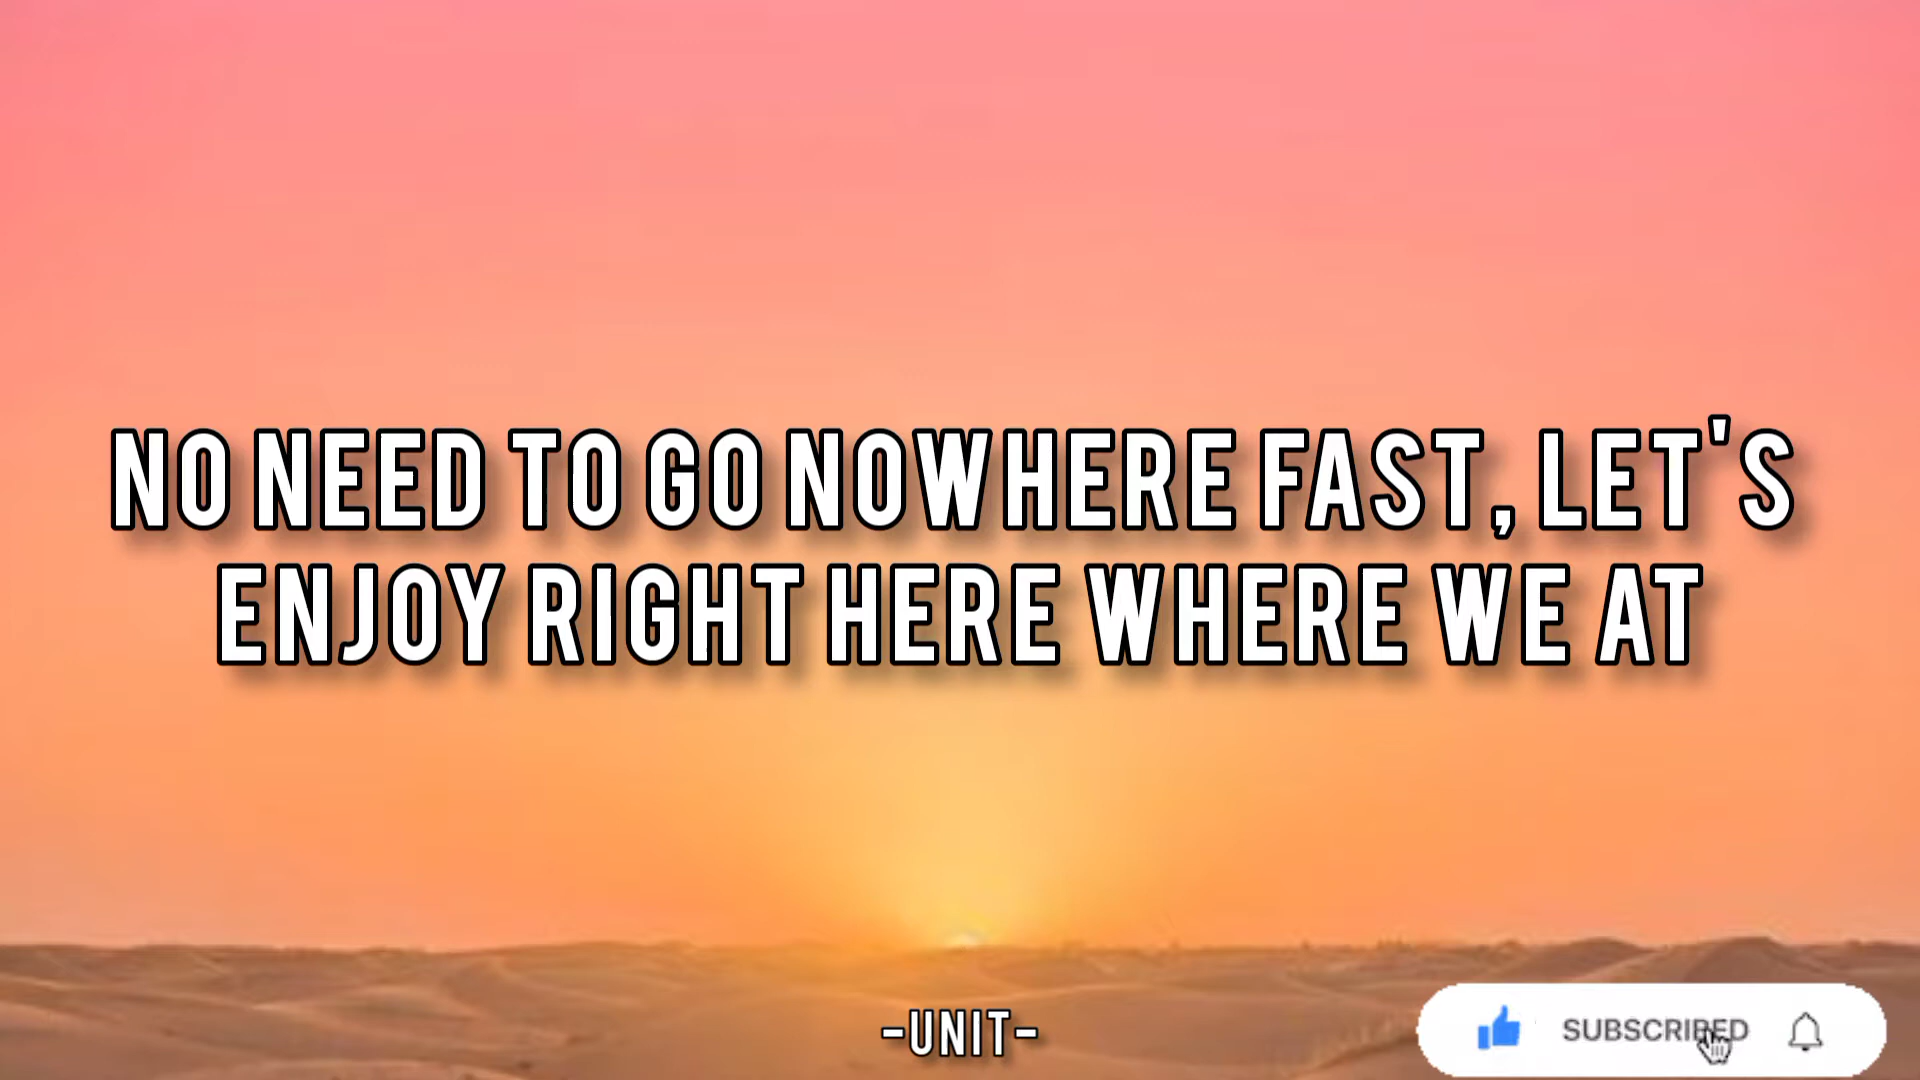 NO NEED TO GO NOWHERE FAST, LET'S
ENJOY RIGHT HERE WHERE WE AT
-UNIT-
SUBSCRIBED